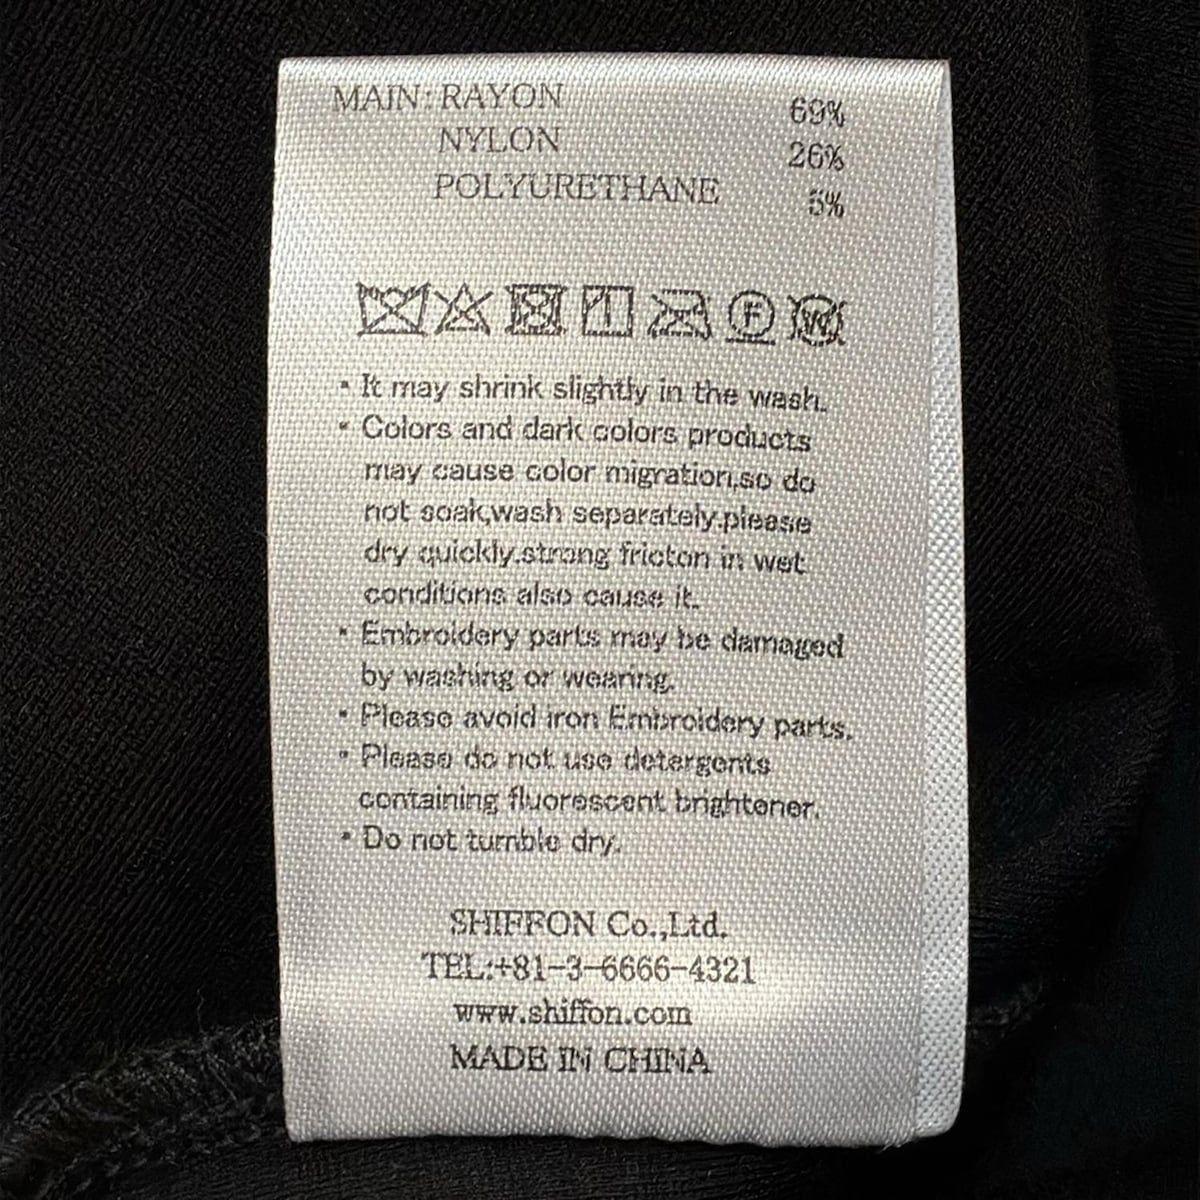 MAIN: RAYON 69%
NYLON 26%
POLYURETHANE 5%
F W
• It may shrink slightly in the wash.
• Colors and dark colors products
may cause color migration,so do
not soak,wash separately.please
dry quickly.strong fricton in wet
conditions also cause it.
• Embroidery parts may be damaged
by washing or wearing.
• Please avoid iron Embroidery parts.
• Please do not use detergents
containing fluorescent brightener.
• Do not tumble dry.
SHIFFON Co.,Ltd.
TEL:+81-3-6666-4321
www.shiffon.com
MADE IN CHINA